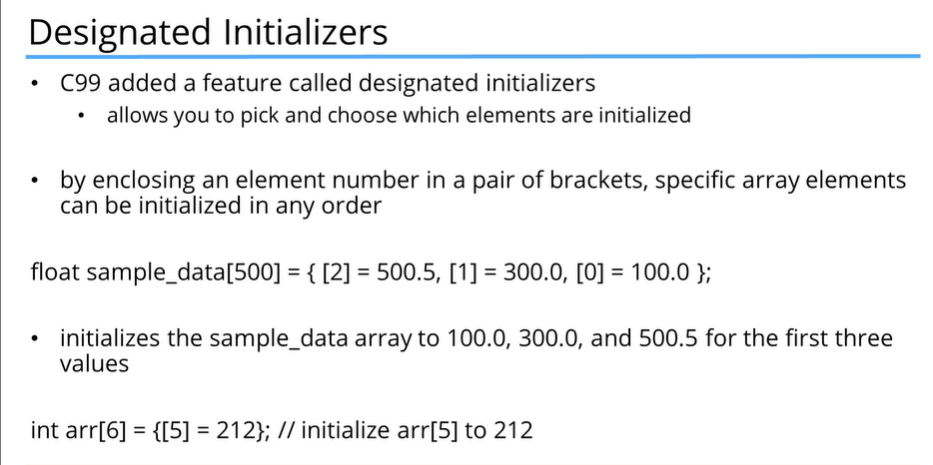 Designated Initializers
• C99 added a feature called designated initializers
• allows you to pick and choose which elements are initialized
• by enclosing an element number in a pair of brackets, specific array elements
can be initialized in any order
float sample_data[500] = { [2] = 500.5, [1] = 300.0, [0] = 100.0 };
• initializes the sample_data array to 100.0, 300.0, and 500.5 for the first three
values
int arr[6] = {[5] = 212}; // initialize arr[5] to 212